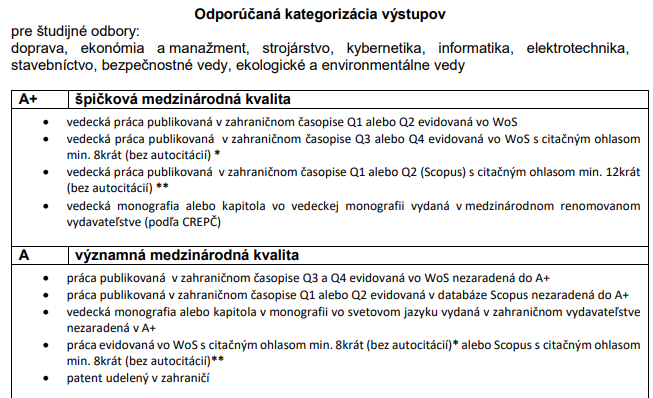 Odporúčaná kategorizácia výstupov
pre študijné odbory:
doprava, ekonómia a manažment, strojárstvo, kybernetika, informatika, elektrotechnika,
stavebníctvo, bezpečnostné vedy, ekologické a environmentálne vedy
A+ špičková medzinárodná kvalita
• vedecká práca publikovaná v zahraničnom časopise Q1 alebo Q2 evidovaná vo WoS
• vedecká práca publikovaná v zahraničnom časopise Q3 alebo Q4 evidovaná vo WoS s citačným ohlasom
min. 8krát (bez autocitácií) *
• vedecká práca publikovaná v zahraničnom časopise Q1 alebo Q2 (Scopus) s citačným ohlasom min. 12krát
(bez autocitácií) **
• vedecká monografia alebo kapitola vo vedeckej monografii vydaná v medzinárodnom renomovanom
vydavateľstve (podľa CREPČ)
A významná medzinárodná kvalita
• práca publikovaná v zahraničnom časopise Q3 a Q4 evidovaná vo WoS nezaradená do A+
• práca publikovaná v zahraničnom časopise Q1 alebo Q2 evidovaná v databáze Scopus nezaradená do A+
• vedecká monografia alebo kapitola v monografii vo svetovom jazyku vydaná v zahraničnom vydavateľstve
nezaradená v A+
• práca evidovaná vo WoS s citačným ohlasom min. 8krát (bez autocitácií)* alebo Scopus s citačným ohlasom
min. 8krát (bez autocitácií)**
• patent udelený v zahraničí